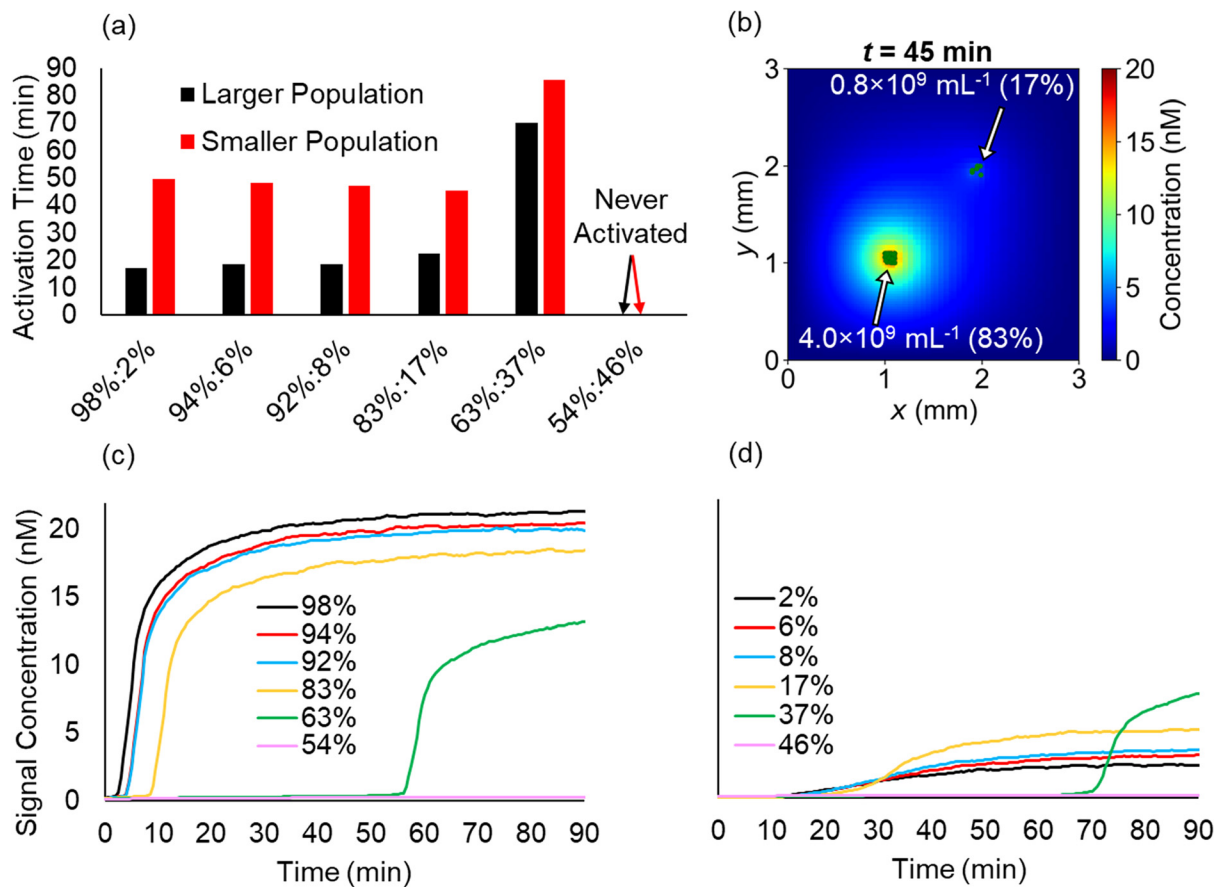 (a)
Activation Time (min)
90
80
70
60
50
40
30
20
10
0
Larger Population
Smaller Population
Never
Activated
98%:2%
94%:6%
92%:8%
83%:17%
63%:37%
54%:46%
(b)
t = 45 min
0.8×10⁹ mL⁻¹ (17%)
4.0×10⁹ mL⁻¹ (83%)
y (mm)
3
2
1
0
0 1 2 3
x (mm)
20
15
10
5
0
Concentration (nM)
(c)
Signal Concentration (nM)
20
15
10
5
0
98%
94%
92%
83%
63%
54%
0 10 20 30 40 50 60 70 80 90
Time (min)
(d)
2%
6%
8%
17%
37%
46%
0 10 20 30 40 50 60 70 80 90
Time (min)